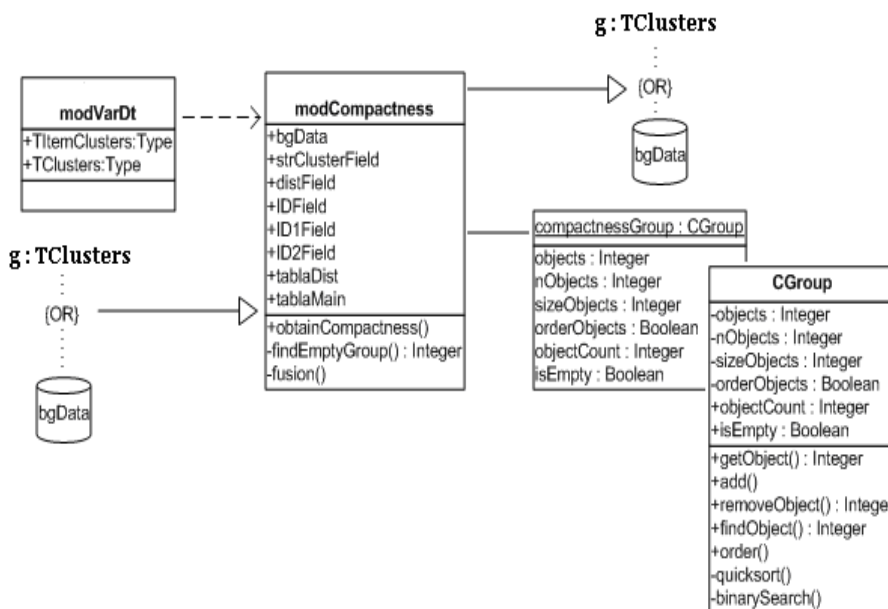 g : TClusters
{OR}
bgData
modVarDt
+TItemClusters:Type
+TClusters:Type
modCompactness
+bgData
+strClusterField
+distField
+IDField
+ID1Field
+ID2Field
+tablaDist
+tablaMain
+obtainCompactness()
-findEmptyGroup() : Integer
-fusion()
g : TClusters
{OR}
bgData
compactnessGroup : CGroup
objects : Integer
nObjects : Integer
sizeObjects : Integer
orderObjects : Boolean
objectCount : Integer
isEmpty : Boolean
CGroup
-objects : Integer
-nObjects : Integer
-sizeObjects : Integer
-orderObjects : Boolean
+objectCount : Integer
+isEmpty : Boolean
+getObject() : Integer
+add()
+removeObject() : Intege
+findObject() : Integer
+order()
-quicksort()
-binarySearch()